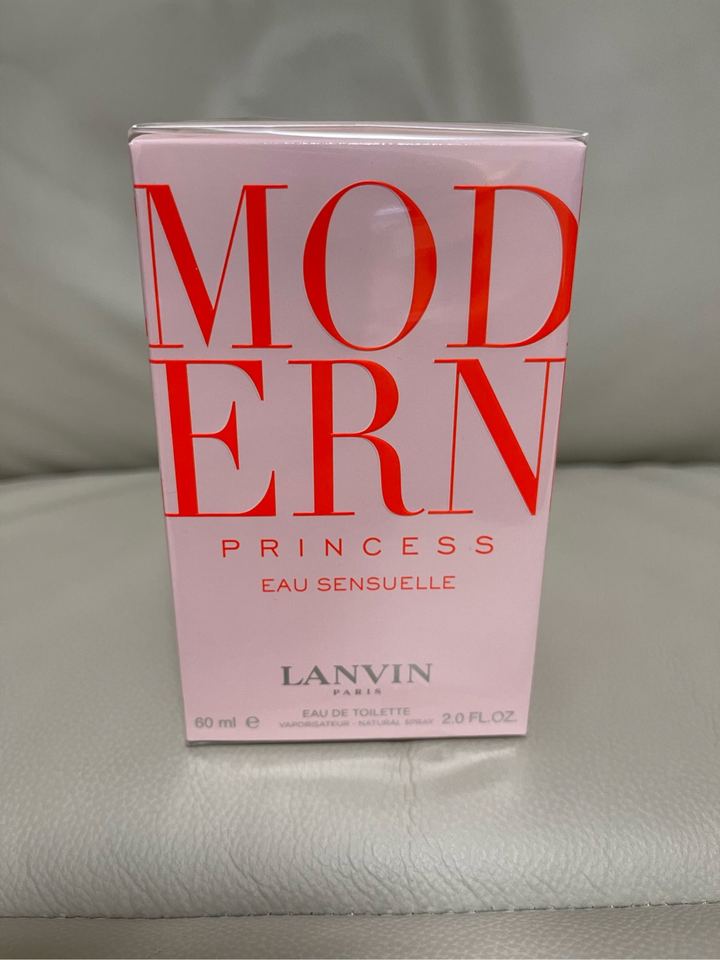 MOD
ERN
PRINCESS
EAU SENSUELLE
LANVIN
PARIS
EAU DE TOILETTE
60 ml e VAPORISATEUR - NATURAL SPRAY 2.0 FL.OZ.